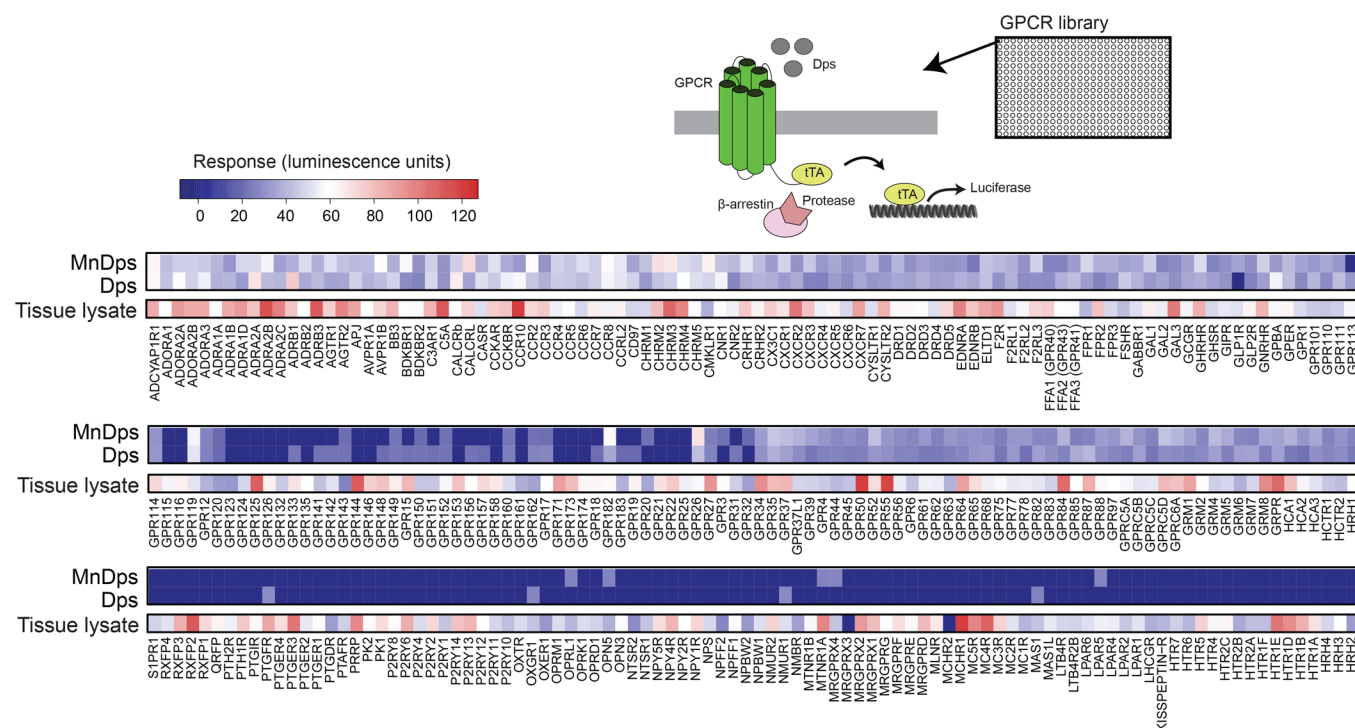 GPCR library
Dps
GPCR
tTA
β-arrestin
Protease
tTA
Luciferase
Response (luminescence units)
0 20 40 60 80 100 120
MnDps
Dps
Tissue lysate
ADCYAP1R1
ADORA1
ADORA2A
ADORA2B
ADORA3
ADRA1A
ADRA1B
ADRA1D
ADRA2A
ADRA2B
ADRA2C
ADRB1
ADRB2
ADRB3
AGTR1
AGTR2
APJ
AVPR1A
AVPR1B
BB3
BDKBR1
BDKBR2
C3AR1
C5A
CALCRb
CALCRL
CASR
CCKAR
CCKBR
CCR10
CCR2
CCR3
CCR4
CCR5
CCR6
CCR7
CCR8
CCRL2
CD97
CHRM1
CHRM2
CHRM3
CHRM4
CHRM5
CMKLR1
CNR1
CNR2
CRHR1
CRHR2
CX3C1
CXCR1
CXCR2
CXCR3
CXCR4
CXCR5
CXCR6
CXCR7
CYSLTR1
CYSLTR2
DRD1
DRD2
DRD3
DRD4
DRD5
EDNRA
EDNRB
ELTD1
F2R
F2RL1
F2RL2
F2RL3
FFA1 (GPR40)
FFA2 (GPR43)
FFA3 (GPR41)
FPR1
FPR2
FPR3
FSHR
GABBR1
GAL1
GAL2
GAL3
GCGR
GHRHR
GHSR
GIPR
GLP1R
GLP2R
GNRHR
GPBA
GPER
GPR1
GPR101
GPR110
GPR111
GPR113
MnDps
Dps
Tissue lysate
GPR114
GPR115
GPR116
GPR119
GPR12
GPR120
GPR123
GPR124
GPR125
GPR126
GPR132
GPR133
GPR135
GPR141
GPR142
GPR143
GPR144
GPR146
GPR148
GPR149
GPR15
GPR150
GPR151
GPR152
GPR153
GPR156
GPR157
GPR158
GPR160
GPR161
GPR162
GPR17
GPR171
GPR173
GPR174
GPR18
GPR182
GPR183
GPR19
GPR20
GPR21
GPR22
GPR25
GPR26
GPR27
GPR3
GPR31
GPR32
GPR34
GPR35
GPR37
GPR37L1
GPR39
GPR4
GPR45
GPR50
GPR52
GPR55
GPR56
GPR6
GPR61
GPR62
GPR63
GPR64
GPR65
GPR68
GPR75
GPR77
GPR78
GPR82
GPR83
GPR84
GPR85
GPR87
GPR88
GPR97
GPRC5A
GPRC5B
GPRC5C
GPRC5D
GPRC6A
GRM1
GRM2
GRM4
GRM5
GRM6
GRM7
GRM8
GRPR
HCA1
HCA2
HCA3
HCTR1
HCTR2
HRH1
MnDps
Dps
Tissue lysate
S1PR1
RXFP4
RXFP3
RXFP2
RXFP1
QRFP
PTH2R
PTH1R
PTGIR
PTGFR
PTGER4
PTGER3
PTGER1
PTGDR
PTAFR
PRRP
PK2
PK1
P2RY8
P2RY6
P2RY4
P2RY2
P2RY1
P2RY14
P2RY13
P2RY12
P2RY11
P2RY10
OXTR
OXGR1
OXER1
OPRM1
OPRL1
OPRK1
OPRD1
OPN5
OPN3
NTSR2
NTSR1
NPY5R
NPY4R
NPY2R
NPY1R
NPS
NPFF2
NPFF1
NPBW2
NPBW1
NMUR2
NMUR1
NMBR
MTNR1B
MTNR1A
MRGPRX4
MRGPRX3
MRGPRX2
MRGPRX1
MRGPRG
MRGPRF
MRGPRE
MRGPRD
MLNR
MCHR2
MCHR1
MC5R
MC4R
MC3R
MC2R
MC1R
MAS1
MAS1L
LTB4R
LTB4R2B
LPAR6
LPAR5
LPAR4
LPAR2
LPAR1
LHCGR
KISSPEPTIN-R
HTR7
HTR6
HTR5
HTR4
HTR2C
HTR2B
HTR2A
HTR1F
HTR1E
HTR1B
HTR1A
HRH4
HRH3
HRH2